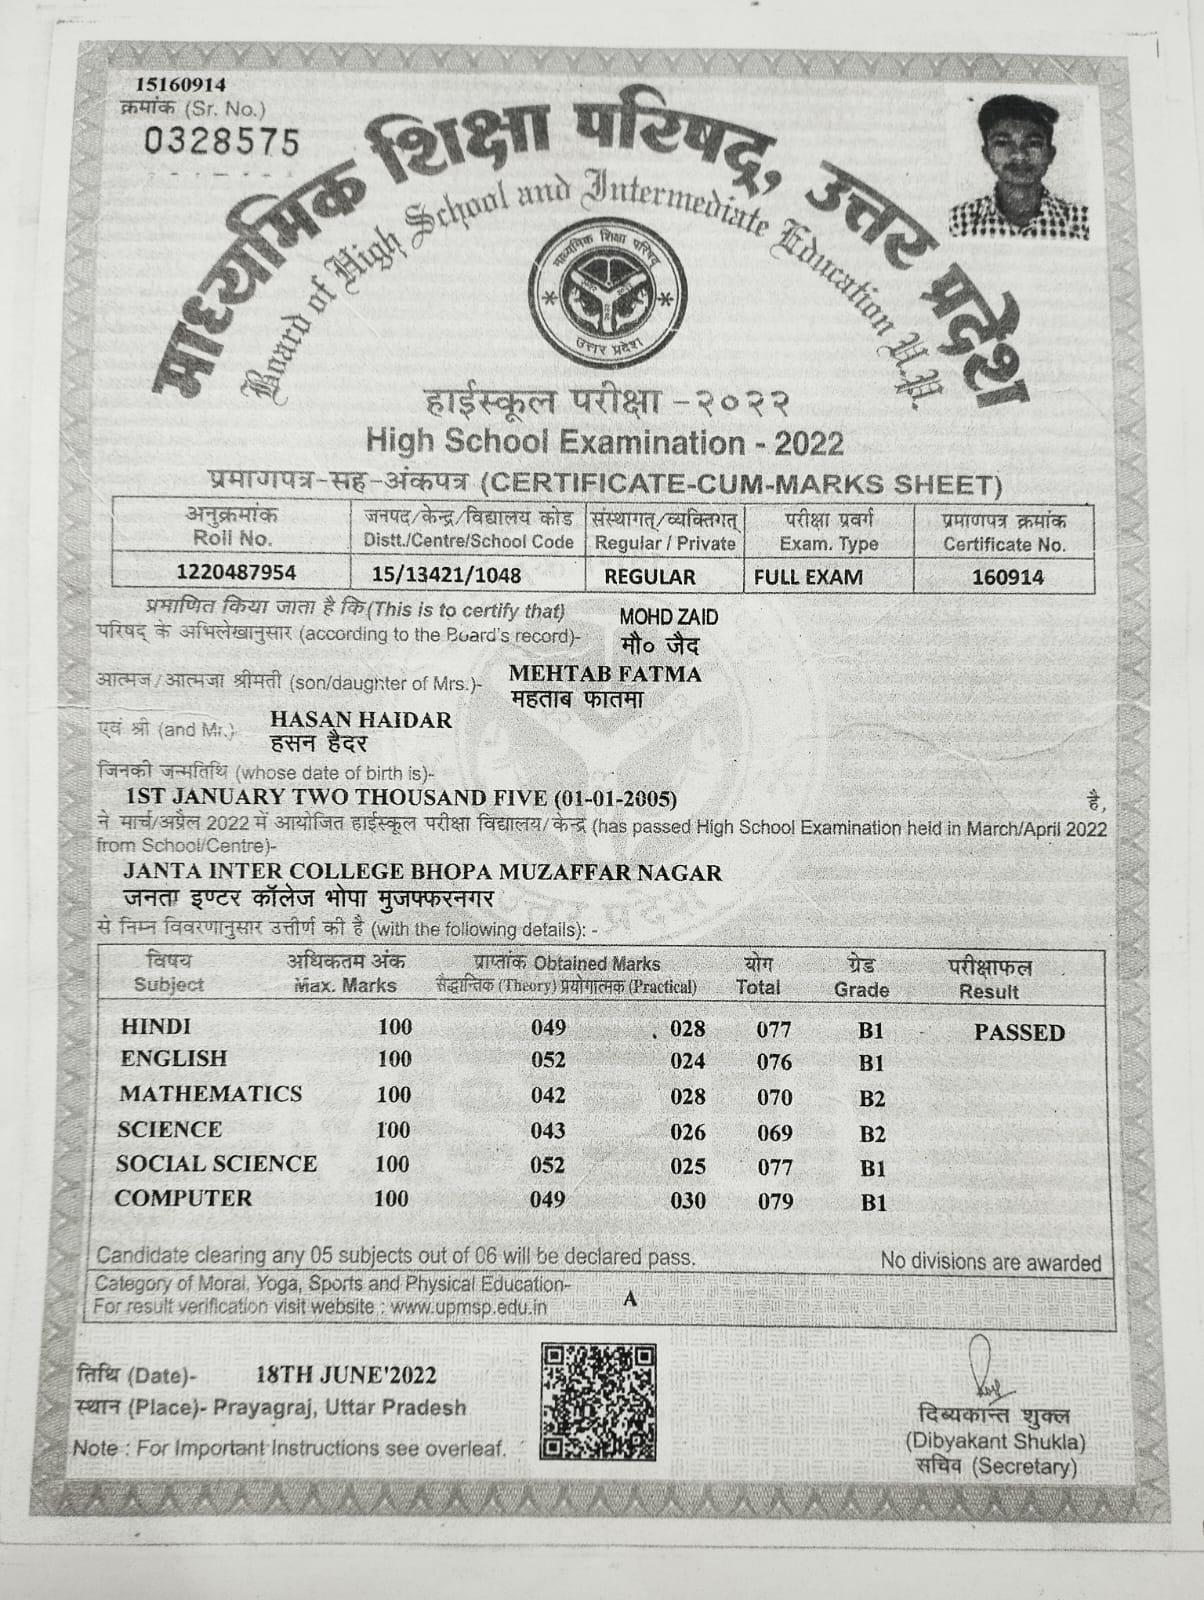 15160914
क्रमांक (Sr. No.)
0328575
माध्यमिक शिक्षा परिषद्, उत्तर प्रदेश
Board of High School and Intermediate Education U.P.
माध्यमिक शिक्षा परिषद्
उत्तर प्रदेश
हाईस्कूल परीक्षा -२०२२
High School Examination - 2022
प्रमाणपत्र-सह-अंकपत्र (CERTIFICATE-CUM-MARKS SHEET)
अनुक्रमांक जनपद/केन्द्र/विद्यालय कोड संस्थागत्/व्यक्तिगत् परीक्षा प्रवर्ग प्रमाणपत्र क्रमांक
Roll No. Distt./Centre/School Code Regular / Private Exam. Type Certificate No.
1220487954 15/13421/1048 REGULAR FULL EXAM 160914
प्रमाणित किया जाता है कि (This is to certify that) MOHD ZAID
परिषद् के अभिलेखानुसार (according to the Board's record)- मौ० जैद
आत्मज/आत्मजा श्रीमती (son/daughter of Mrs.)- MEHTAB FATMA
महताब फातमा
एवं श्री (and Mr.) HASAN HAIDAR
हसन हैदर
जिनकी जन्मतिथि (whose date of birth is)-
1ST JANUARY TWO THOUSAND FIVE (01-01-2005) है,
ने मार्च/अप्रैल 2022 में आयोजित हाईस्कूल परीक्षा विद्यालय/केन्द्र (has passed High School Examination held in March/April 2022
from School/Centre)-
JANTA INTER COLLEGE BHOPA MUZAFFAR NAGAR
जनता इण्टर कॉलेज भोपा मुजफ्फरनगर
से निम्न विवरणानुसार उत्तीर्ण की है (with the following details): -
विषय अधिकतम अंक प्राप्तांक Obtained Marks योग ग्रेड परीक्षाफल
Subject Max. Marks सैद्धान्तिक (Theory) प्रयोगात्मक (Practical) Total Grade Result
HINDI 100 049 028 077 B1 PASSED
ENGLISH 100 052 024 076 B1
MATHEMATICS 100 042 028 070 B2
SCIENCE 100 043 026 069 B2
SOCIAL SCIENCE 100 052 025 077 B1
COMPUTER 100 049 030 079 B1
Candidate clearing any 05 subjects out of 06 will be declared pass. No divisions are awarded
Category of Moral, Yoga, Sports and Physical Education- A
For result verification visit website : www.upmsp.edu.in
तिथि (Date)- 18TH JUNE'2022
स्थान (Place)- Prayagraj, Uttar Pradesh
Note : For Important Instructions see overleaf.
दिब्यकान्त शुक्ल
(Dibyakant Shukla)
सचिव (Secretary)